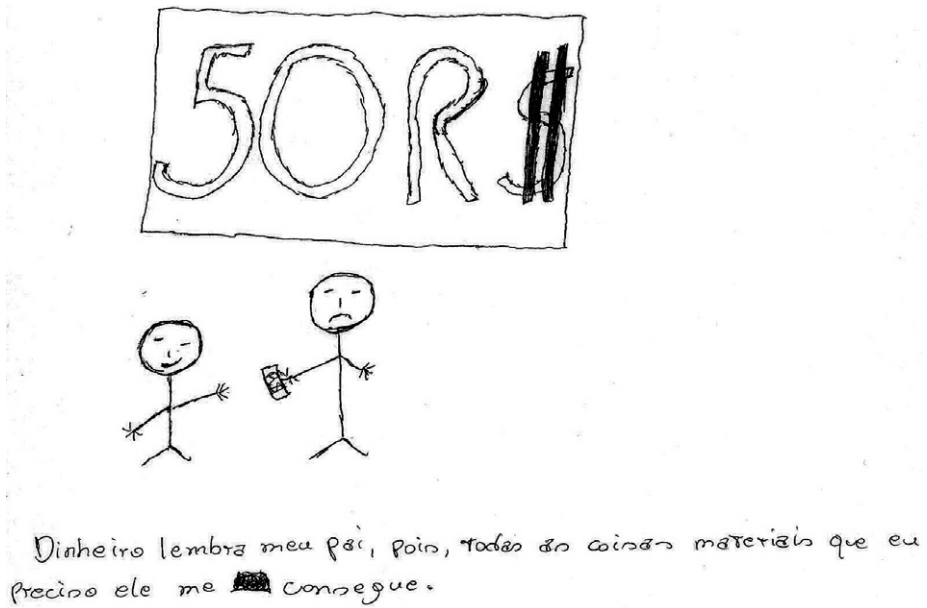 50R$
Dinheiro lembra meu pai, pois, todas as coisas materiais que eu
preciso ele me consegue.